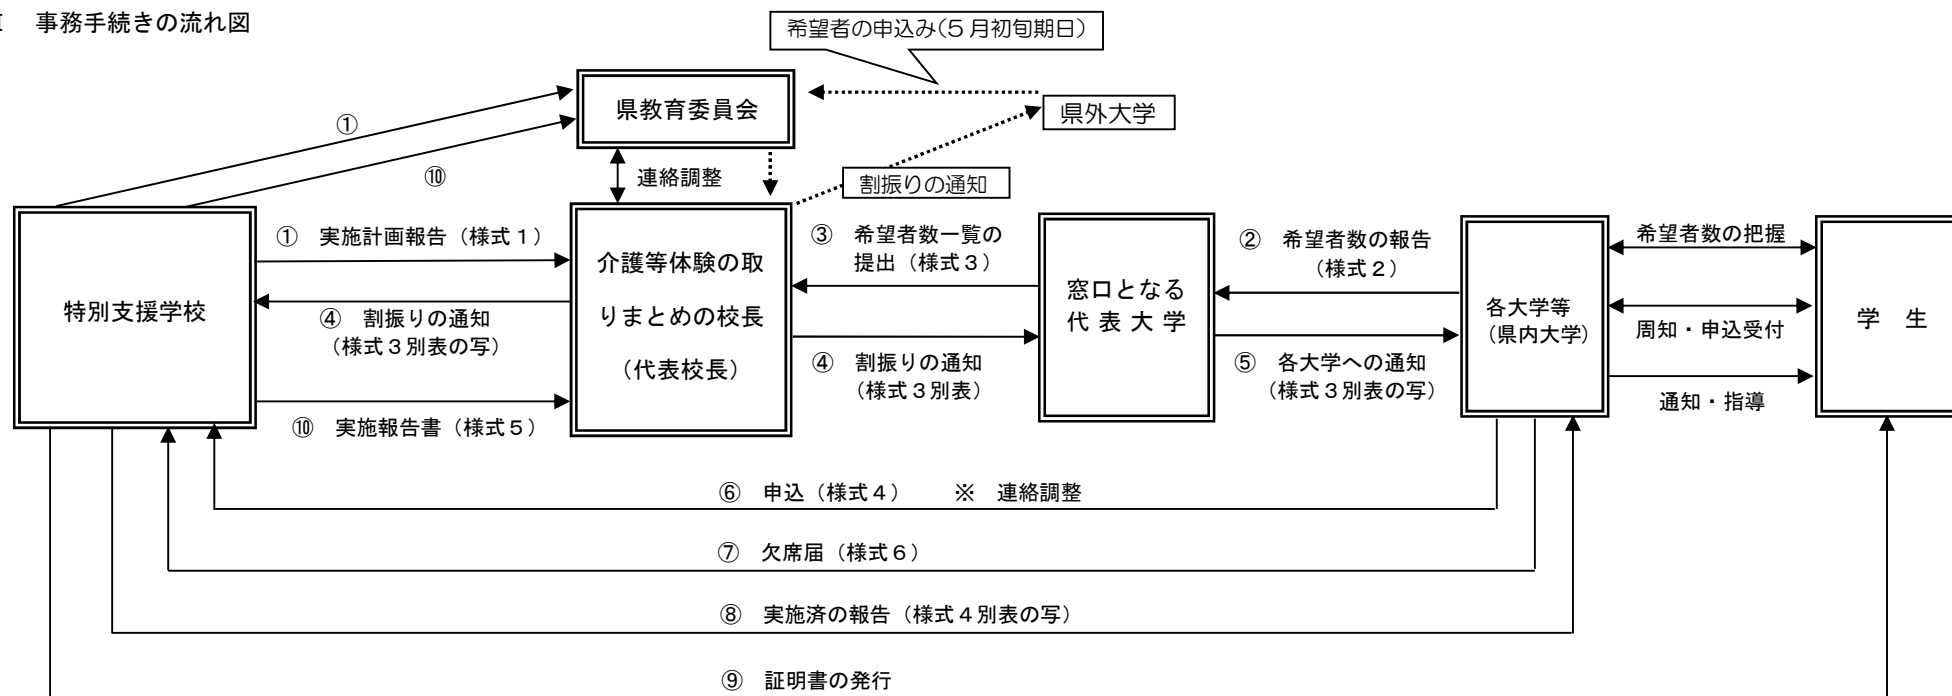 事務手続きの流れ図
希望者の申込み(５月初旬期日)
県教育委員会
県外大学
①
⑩
連絡調整
割振りの通知
特別支援学校
① 実施計画報告（様式１）
④ 割振りの通知
（様式３別表の写）
⑩ 実施報告書（様式５）
介護等体験の取
りまとめの校長
（代表校長）
③ 希望者数一覧の
提出（様式３）
④ 割振りの通知
（様式３別表）
窓口となる
代表大学
② 希望者数の報告
（様式２）
⑤ 各大学への通知
（様式３別表の写）
各大学等
（県内大学）
希望者数の把握
周知・申込受付
通知・指導
学 生
⑥ 申込（様式４） ※ 連絡調整
⑦ 欠席届（様式６）
⑧ 実施済の報告（様式４別表の写）
⑨ 証明書の発行